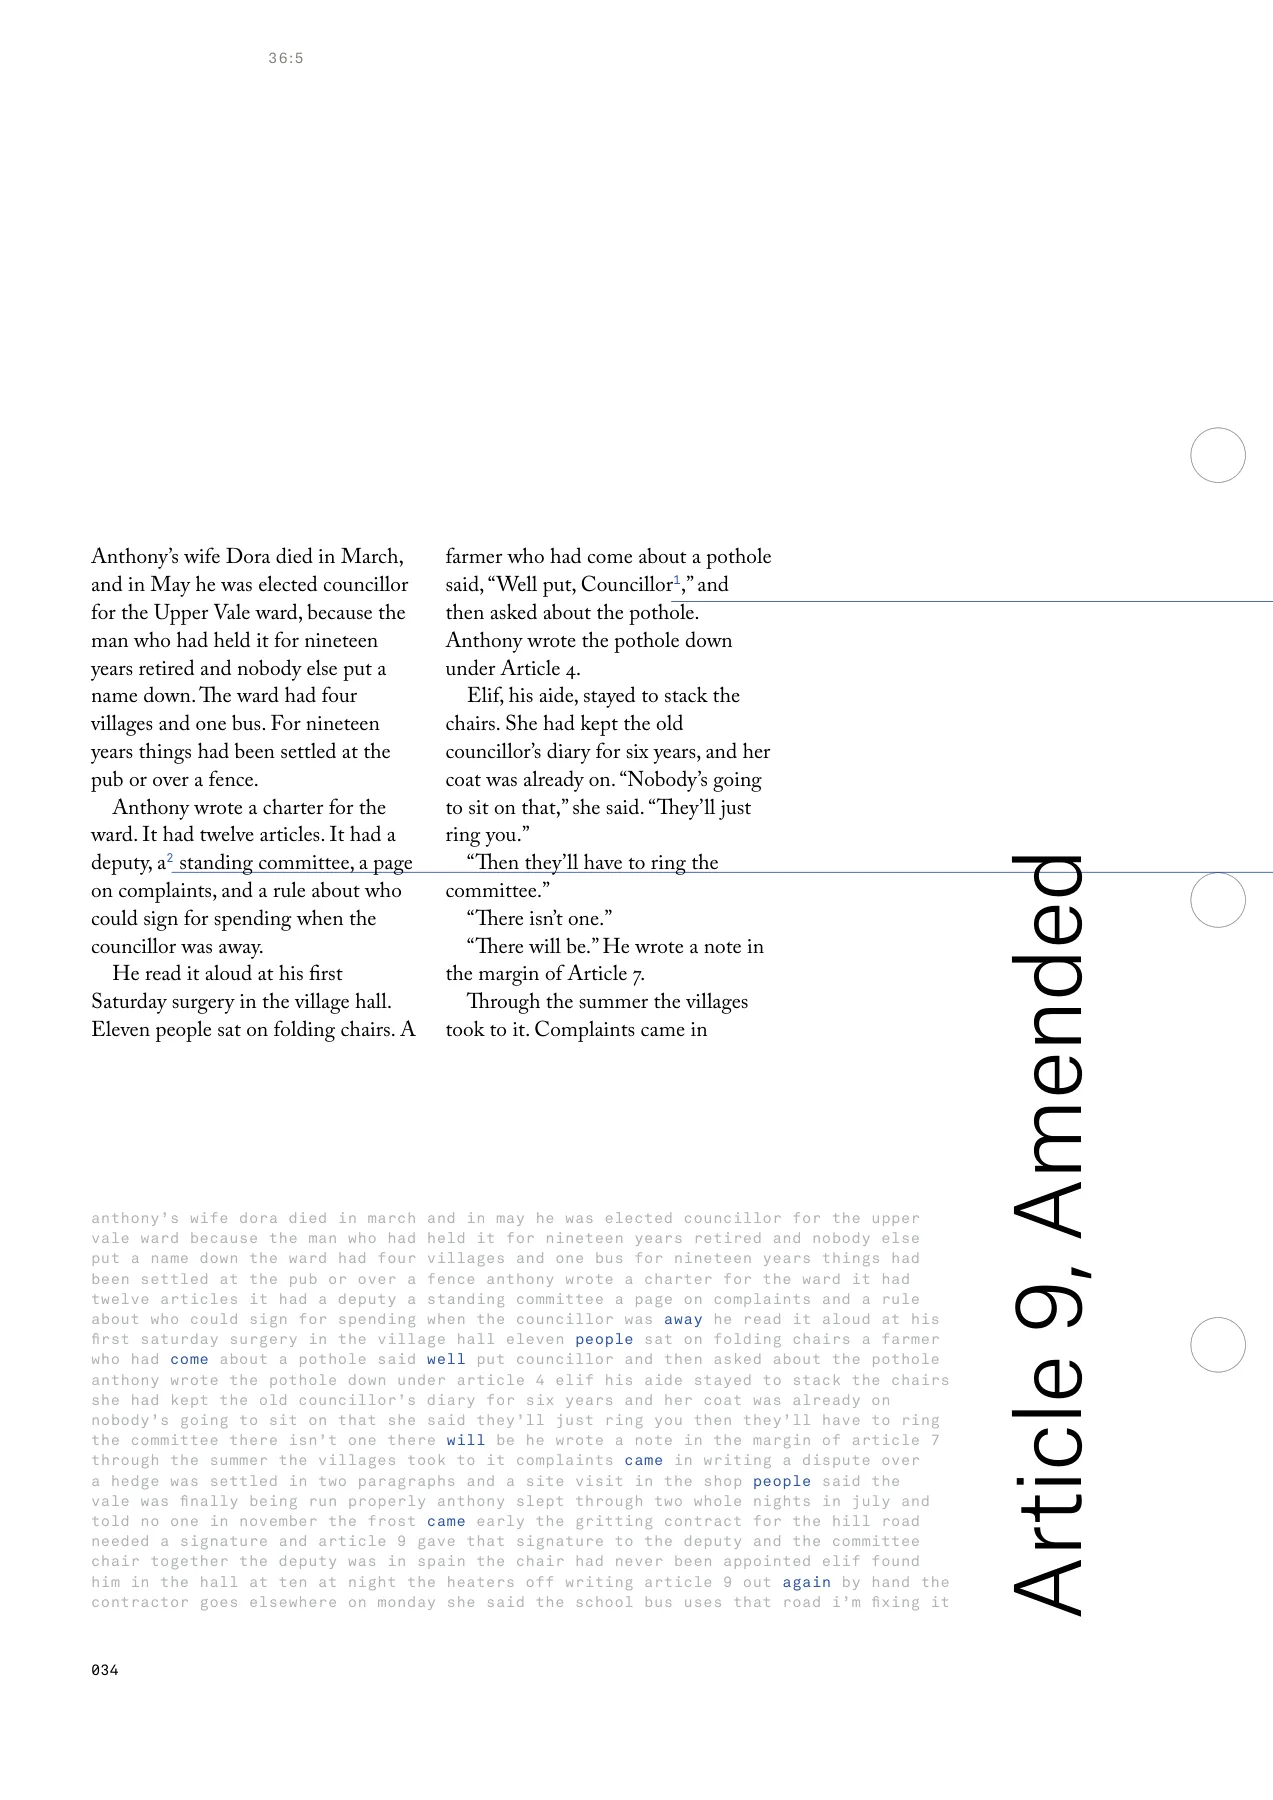 36:5
Anthony’s wife Dora died in March,
and in May he was elected councillor
for the Upper Vale ward, because the
man who had held it for nineteen
years retired and nobody else put a
name down. The ward had four
villages and one bus. For nineteen
years things had been settled at the
pub or over a fence.
Anthony wrote a charter for the
ward. It had twelve articles. It had a
deputy, a² standing committee, a page
on complaints, and a rule about who
could sign for spending when the
councillor was away.
He read it aloud at his first
Saturday surgery in the village hall.
Eleven people sat on folding chairs. A
farmer who had come about a pothole
said, “Well put, Councillor¹,” and
then asked about the pothole.
Anthony wrote the pothole down
under Article 4.
Elif, his aide, stayed to stack the
chairs. She had kept the old
councillor’s diary for six years, and her
coat was already on. “Nobody’s going
to sit on that,” she said. “They’ll just
ring you.”
“Then they’ll have to ring the
committee.”
“There isn’t one.”
“There will be.” He wrote a note in
the margin of Article 7.
Through the summer the villages
took to it. Complaints came in
Article 9, Amended
anthony’s wife dora died in march and in may he was elected councillor for the upper
vale ward because the man who had held it for nineteen years retired and nobody else
put a name down the ward had four villages and one bus for nineteen years things had
been settled at the pub or over a fence anthony wrote a charter for the ward it had
twelve articles it had a deputy a standing committee a page on complaints and a rule
about who could sign for spending when the councillor was away he read it aloud at his
first saturday surgery in the village hall eleven people sat on folding chairs a farmer
who had come about a pothole said well put councillor and then asked about the pothole
anthony wrote the pothole down under article 4 elif his aide stayed to stack the chairs
she had kept the old councillor’s diary for six years and her coat was already on
nobody’s going to sit on that she said they’ll just ring you then they’ll have to ring
the committee there isn’t one there will be he wrote a note in the margin of article 7
through the summer the villages took to it complaints came in writing a dispute over
a hedge was settled in two paragraphs and a site visit in the shop people said the
vale was finally being run properly anthony slept through two whole nights in july and
told no one in november the frost came early the gritting contract for the hill road
needed a signature and article 9 gave that signature to the deputy and the committee
chair together the deputy was in spain the chair had never been appointed elif found
him in the hall at ten at night the heaters off writing article 9 out again by hand the
contractor goes elsewhere on monday she said the school bus uses that road i’m fixing it
034